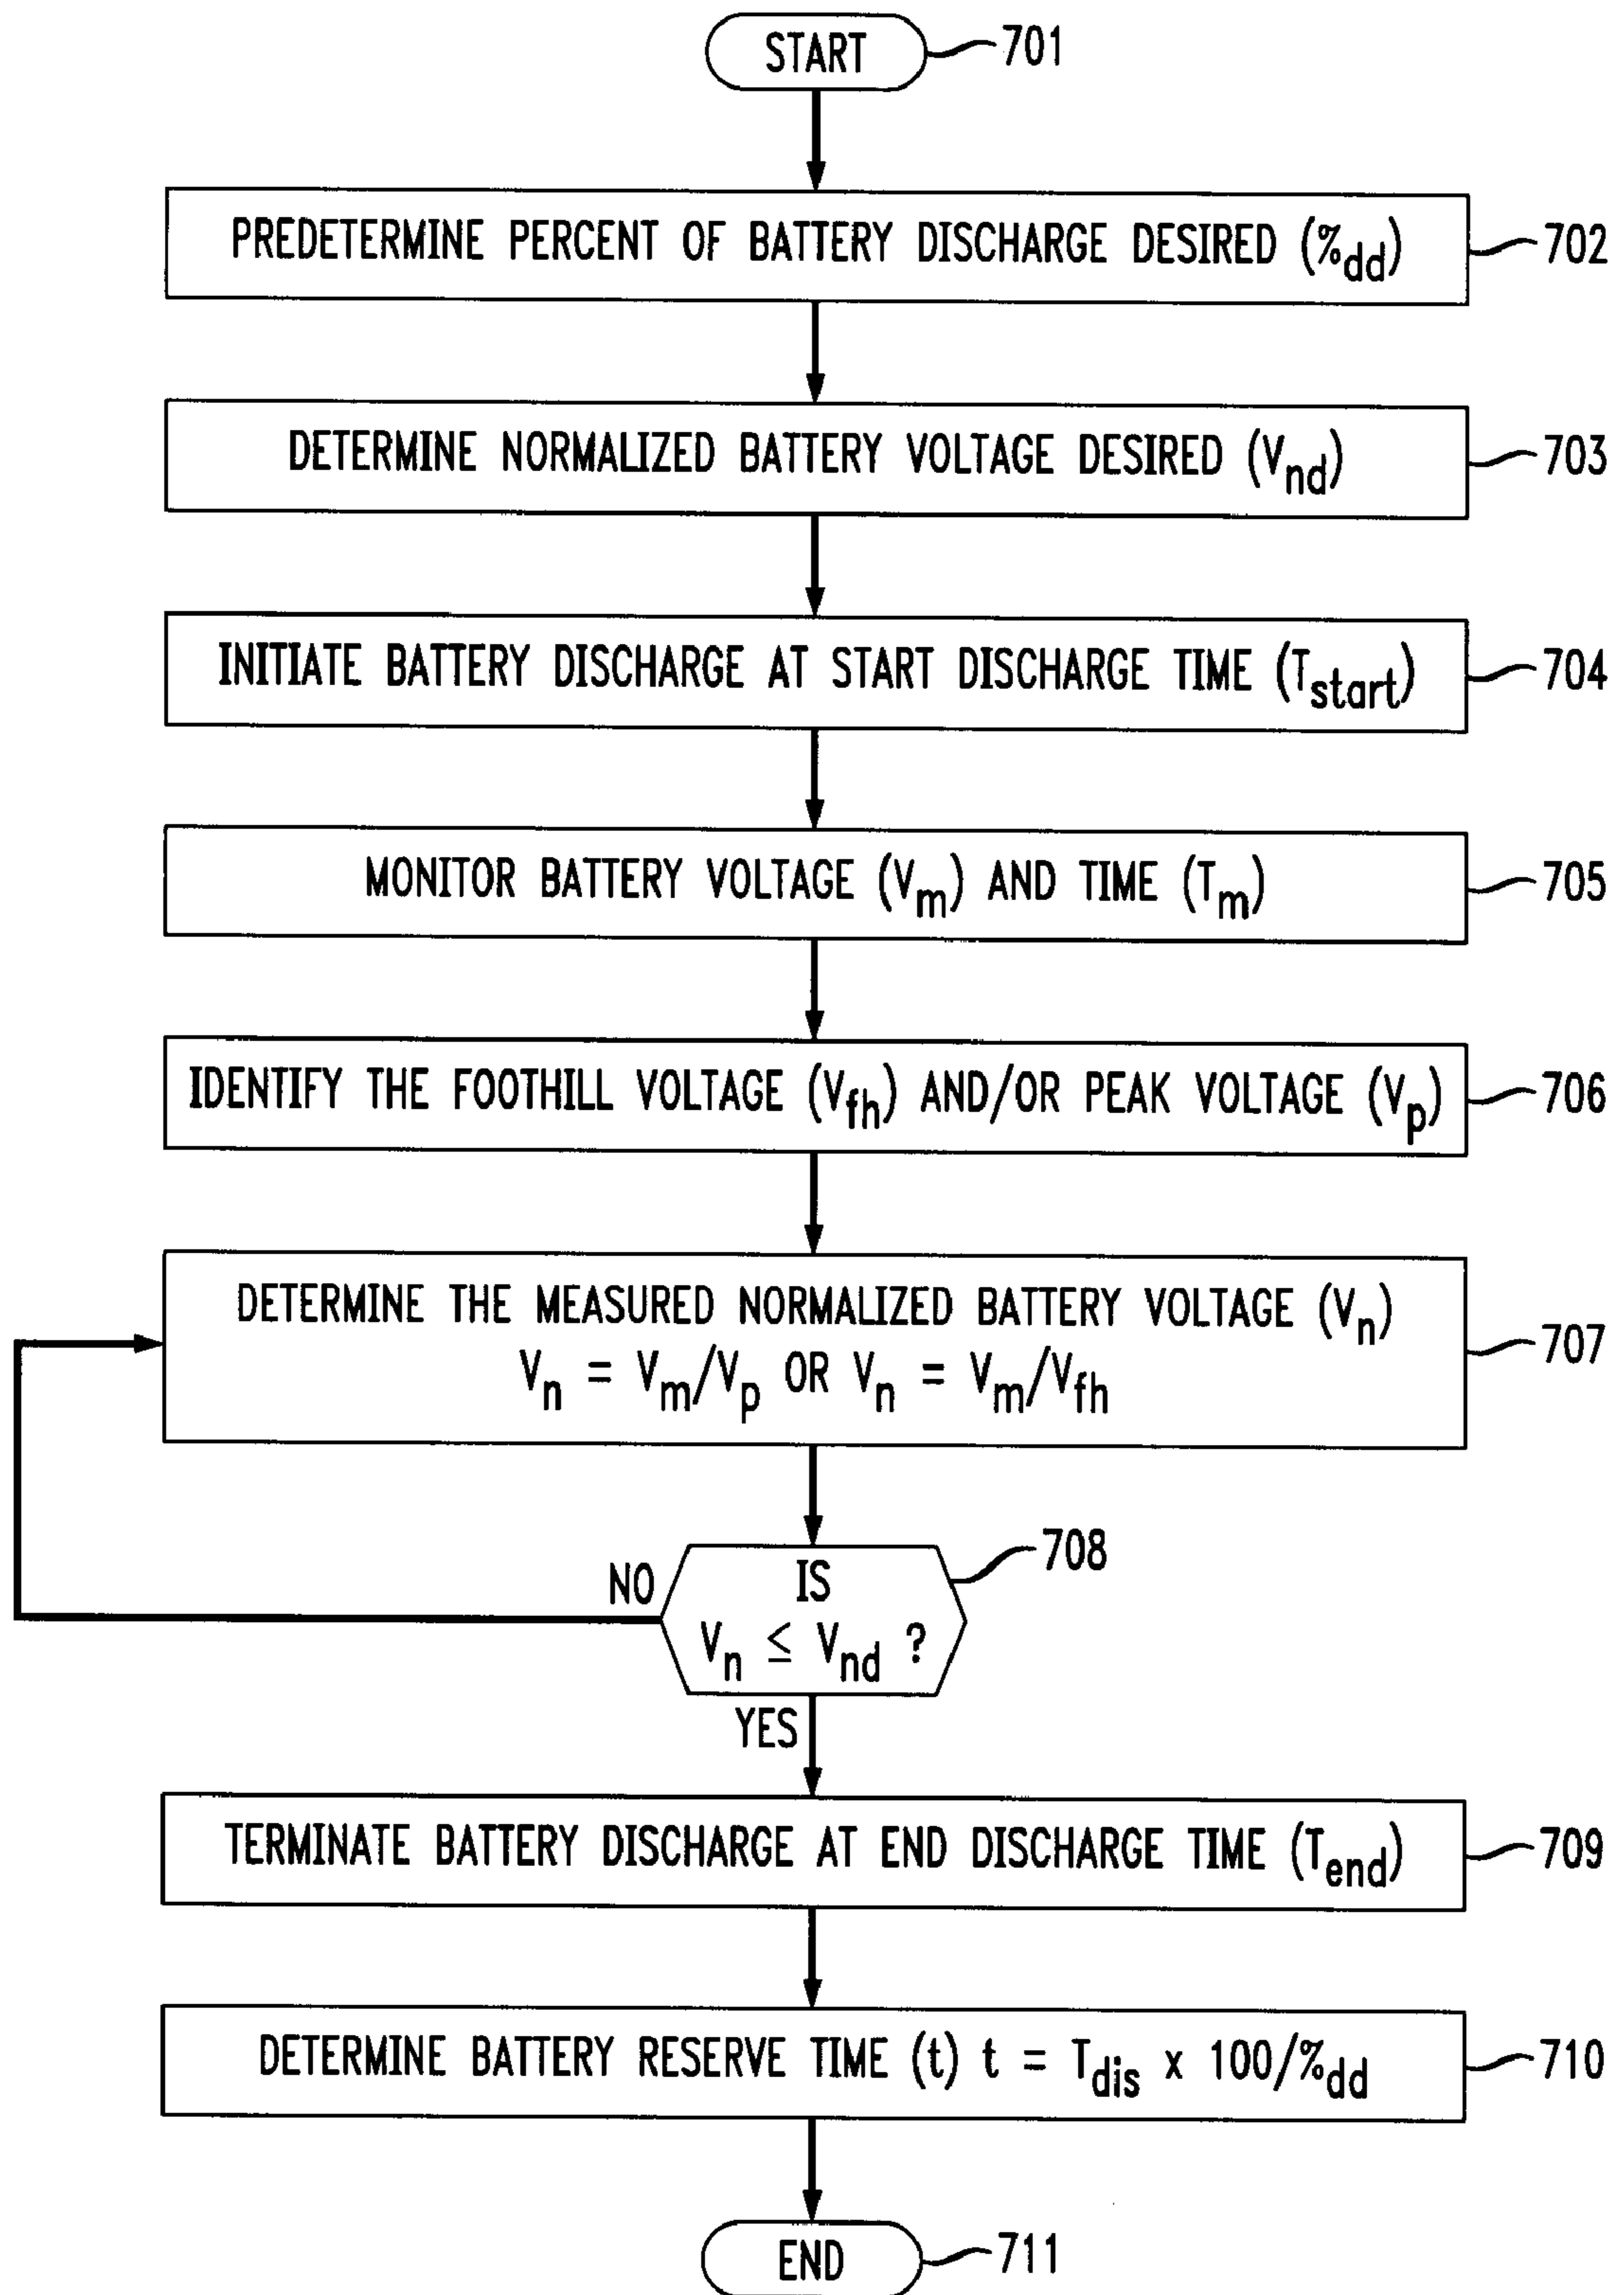 START
701
PREDETERMINE PERCENT OF BATTERY DISCHARGE DESIRED (%dd)
702
DETERMINE NORMALIZED BATTERY VOLTAGE DESIRED (Vnd)
703
INITIATE BATTERY DISCHARGE AT START DISCHARGE TIME (Tstart)
704
MONITOR BATTERY VOLTAGE (Vm) AND TIME (Tm)
705
IDENTIFY THE FOOTHILL VOLTAGE (Vfh) AND/OR PEAK VOLTAGE (Vp)
706
DETERMINE THE MEASURED NORMALIZED BATTERY VOLTAGE (Vn)
Vn = Vm/Vp OR Vn = Vm/Vfh
707
708
NO
IS
Vn ≤ Vnd ?
YES
TERMINATE BATTERY DISCHARGE AT END DISCHARGE TIME (Tend)
709
DETERMINE BATTERY RESERVE TIME (t) t = Tdis x 100/%dd
710
END
711